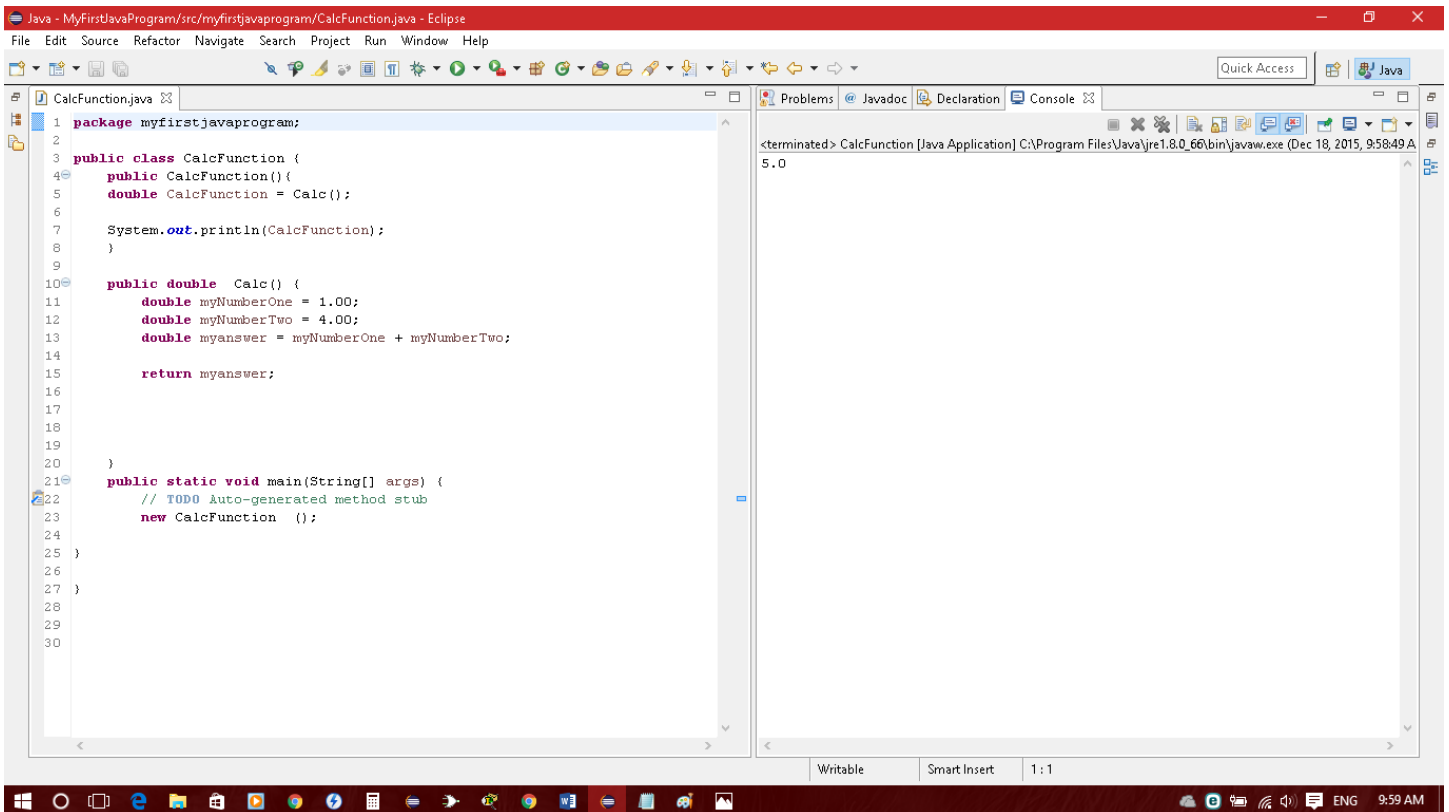 Java - MyFirstJavaProgram/src/myfirstjavaprogram/CalcFunction.java - Eclipse
File Edit Source Refactor Navigate Search Project Run Window Help
Quick Access Java
CalcFunction.java
1 package myfirstjavaprogram;
2
3 public class CalcFunction {
4 public CalcFunction(){
5 double CalcFunction = Calc();
6
7 System.out.println(CalcFunction);
8 }
9
10 public double Calc() {
11 double myNumberOne = 1.00;
12 double myNumberTwo = 4.00;
13 double myanswer = myNumberOne + myNumberTwo;
14
15 return myanswer;
16
17
18
19
20 }
21 public static void main(String[] args) {
22 // TODO Auto-generated method stub
23 new CalcFunction ();
24
25 }
26
27 }
28
29
30
Problems @ Javadoc Declaration Console
<terminated> CalcFunction [Java Application] C:\Program Files\Java\jre1.8.0_66\bin\javaw.exe (Dec 18, 2015, 9:58:49 A
5.0
Writable Smart Insert 1 : 1
ENG 9:59 AM